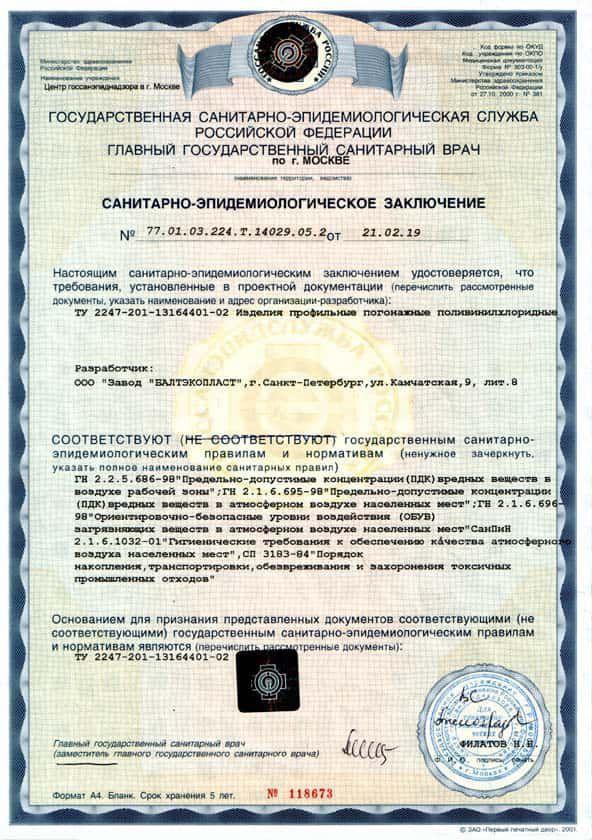 САНЭПИДСЛУЖБА РОССИИ
Министерство здравоохранения
Российской Федерации
Наименование учреждения
Центр госсанэпиднадзора в г. Москве
Код формы по ОКУД
Код учреждения по ОКПО
Медицинская документация
Форма № 303-00-1/у
Утверждена приказом
Министерства здравоохранения
Российской Федерации
от 27.10. 2000 г. № 381
ГОСУДАРСТВЕННАЯ САНИТАРНО-ЭПИДЕМИОЛОГИЧЕСКАЯ СЛУЖБА
РОССИЙСКОЙ ФЕДЕРАЦИИ
ГЛАВНЫЙ ГОСУДАРСТВЕННЫЙ САНИТАРНЫЙ ВРАЧ
по г. МОСКВЕ
(наименование территории, ведомства)
САНИТАРНО-ЭПИДЕМИОЛОГИЧЕСКОЕ ЗАКЛЮЧЕНИЕ
№ 77.01.03.224.Т.14029.05.2 от 21.02.19
Настоящим санитарно-эпидемиологическим заключением удостоверяется, что
требования, установленные в проектной документации (перечислить рассмотренные
документы, указать наименование и адрес организации-разработчика):
ТУ 2247-201-13164401-02 Изделия профильные погонажные поливинилхлоридные
Разработчик:
ООО "Завод "БАЛТЭКОПЛАСТ",г.Санкт-Петербург,ул.Камчатская,9, лит.8
СООТВЕТСТВУЮТ (НЕ СООТВЕТСТВУЮТ) государственным санитарно-
эпидемиологическим правилам и нормативам (ненужное зачеркнуть,
указать полное наименование санитарных правил)
ГН 2.2.5.686-98"Предельно-допустимые концентрации(ПДК)вредных веществ в
воздухе рабочей зоны";ГН 2.1.6.695-98"Предельно-допустимые концентрации
(ПДК)вредных веществ в атмосферном воздухе населенных мест";ГН 2.1.6.696-
98"Ориентировочно-безопасные уровни воздействия (ОБУВ)
загрязняющих веществ в атмосферном воздухе населенных мест"СанПиН
2.1.6.1032-01"Гигиенические требования к обеспечению качества атмосферного
воздуха населенных мест",СП 3183-84"Порядок
накопления,транспортировки,обезвреживания и захоронения токсичных
промышленных отходов"
Основанием для признания представленных документов соответствующими (не
соответствующими) государственным санитарно-эпидемиологическим правилам
и нормативам являются (перечислить рассмотренные документы):
ТУ 2247-201-13164401-02
Главный государственный санитарный врач
(заместитель главного государственного санитарного врача)
ФИЛАТОВ Н.Н.
Ф. И. О. подпись печать
Формат А4. Бланк. Срок хранения 5 лет.
№ 118673
© ЗАО «Первый печатный двор». 2001.